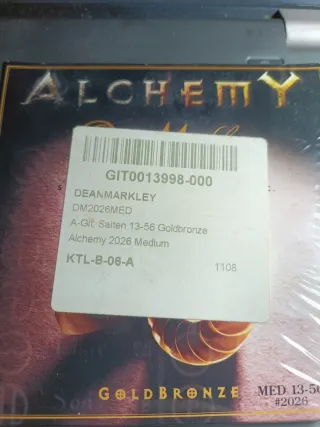 ALCHEMY
GIT0013998-000
DEANMARKLEY
DM2026MED
A-Git. Saiten 13-56 Goldbronze
Alchemy 2026 Medium
KTL-B-06-A
1108
GOLDBRONZE
MED 13-56
#2026